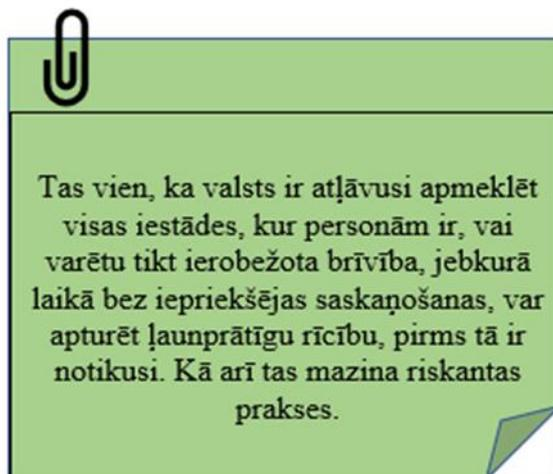 Tas vien, ka valsts ir atļāvusi apmeklēt
visas iestādes, kur personām ir, vai
varētu tikt ierobežota brīvība, jebkurā
laikā bez iepriekšējas saskaņošanas, var
apturēt ļaunprātīgu rīcību, pirms tā ir
notikusi. Kā arī tas mazina riskantas
prakses.